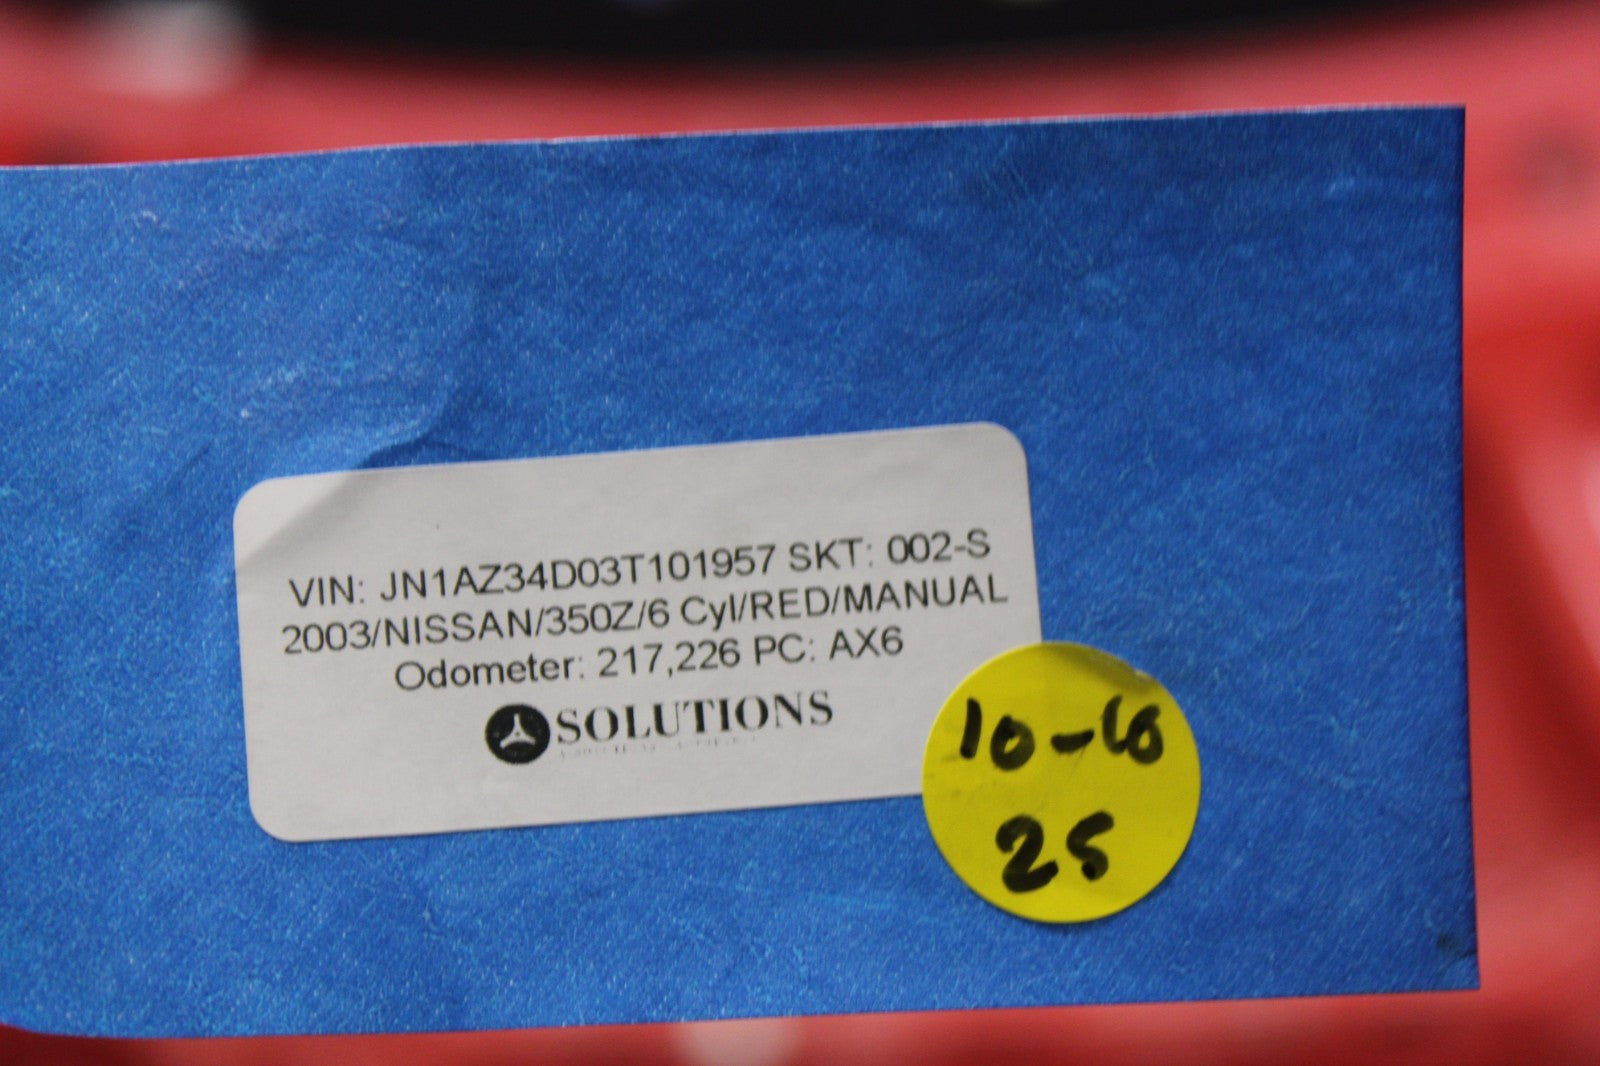 VIN: JN1AZ34D03T101957 SKT: 002-S
2003/NISSAN/350Z/6 Cyl/RED/MANUAL
Odometer: 217,226 PC: AX6
SOLUTIONS
10-10
25